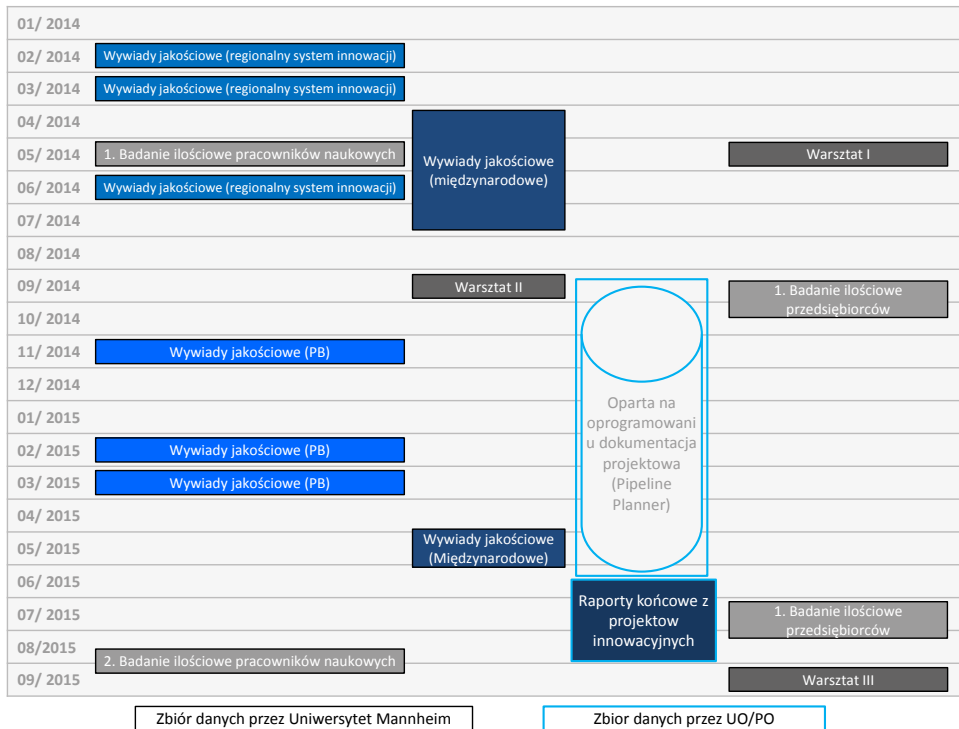 01/ 2014
02/ 2014
Wywiady jakościowe (regionalny system innowacji)
03/ 2014
Wywiady jakościowe (regionalny system innowacji)
04/ 2014
05/ 2014
1. Badanie ilościowe pracowników naukowych
Wywiady jakościowe
(międzynarodowe)
Warsztat I
06/ 2014
Wywiady jakościowe (regionalny system innowacji)
07/ 2014
08/ 2014
09/ 2014
Warsztat II
1. Badanie ilościowe
przedsiębiorców
10/ 2014
11/ 2014
Wywiady jakościowe (PB)
12/ 2014
01/ 2015
Oparta na
oprogramowani
u dokumentacja
projektowa
(Pipeline
Planner)
02/ 2015
Wywiady jakościowe (PB)
03/ 2015
Wywiady jakościowe (PB)
04/ 2015
05/ 2015
Wywiady jakościowe
(Międzynarodowe)
06/ 2015
07/ 2015
Raporty końcowe z
projektow
innowacyjnych
1. Badanie ilościowe
przedsiębiorców
08/2015
2. Badanie ilościowe pracowników naukowych
09/ 2015
Warsztat III
Zbiór danych przez Uniwersytet Mannheim
Zbior danych przez UO/PO